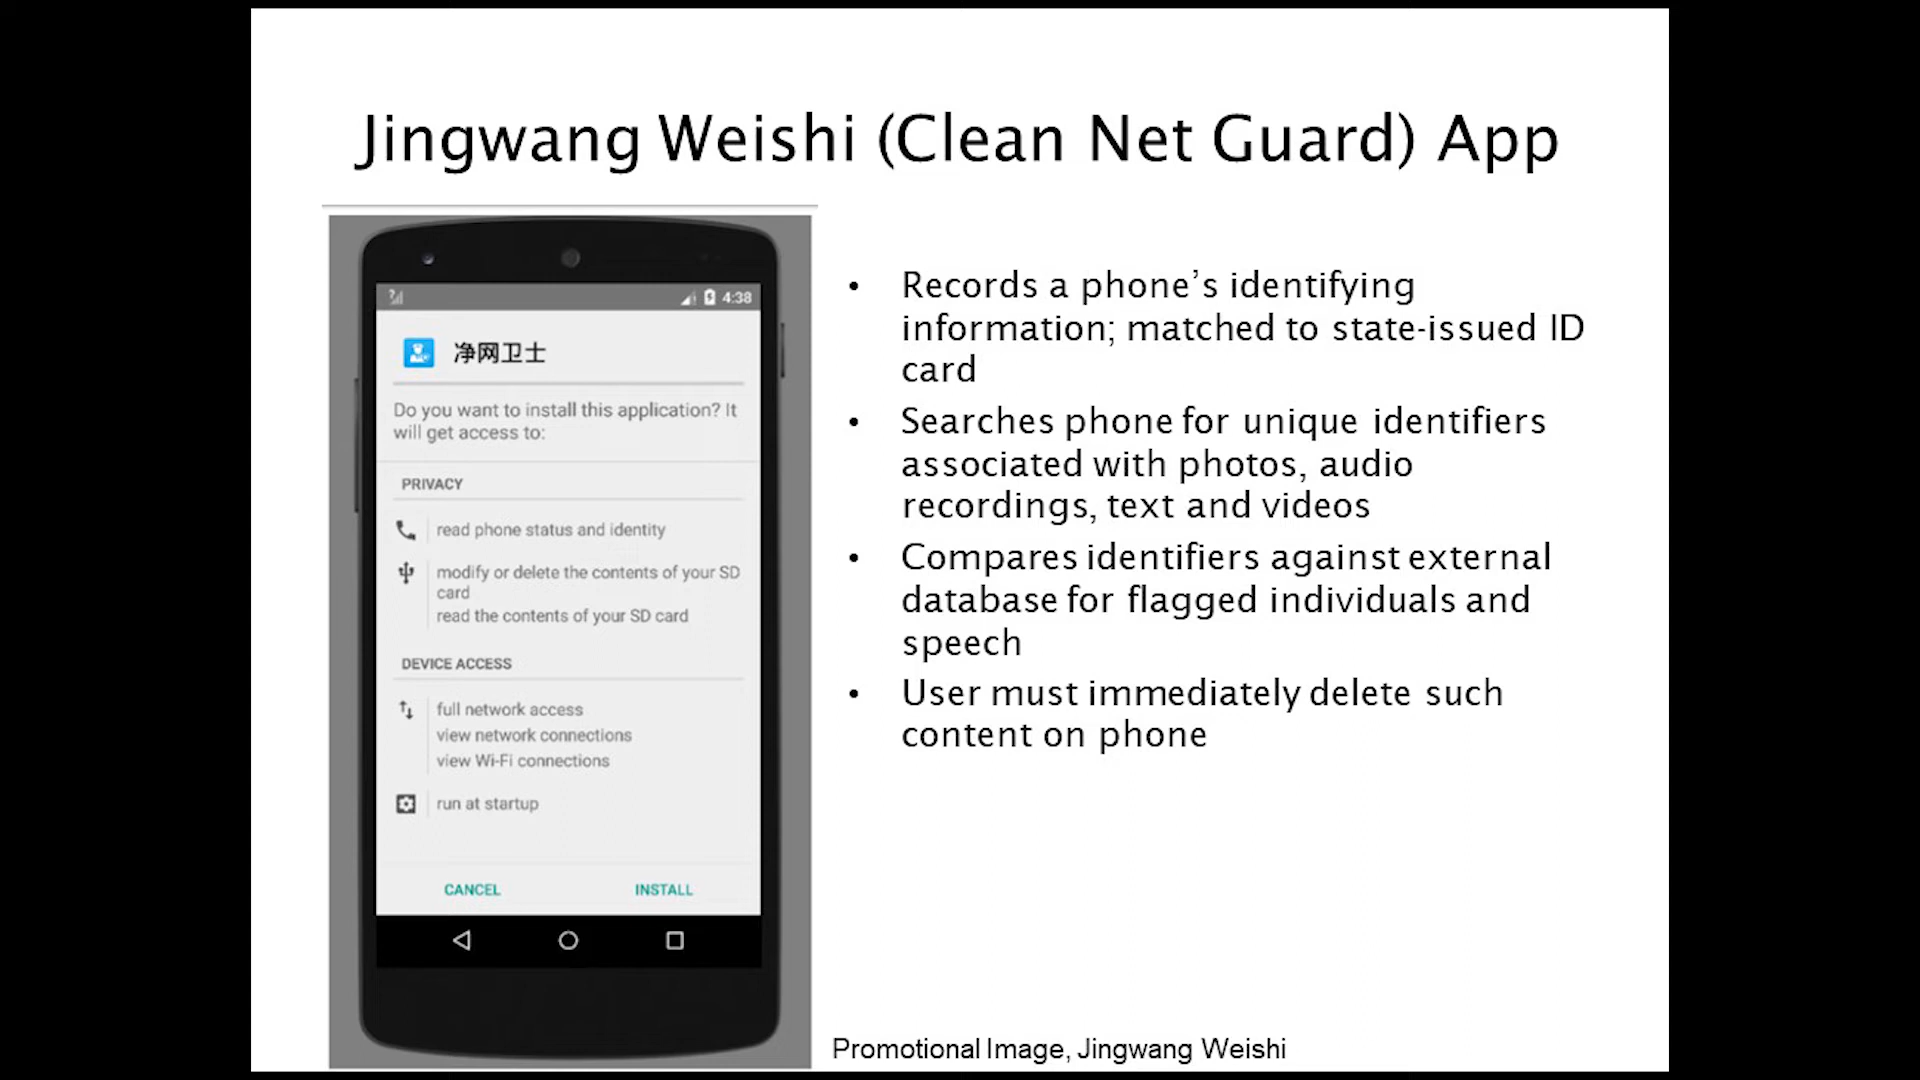 Jingwang Weishi (Clean Net Guard) App
4:38
净网卫士
Do you want to install this application? It
will get access to:
PRIVACY
read phone status and identity
modify or delete the contents of your SD
card
read the contents of your SD card
DEVICE ACCESS
full network access
view network connections
view Wi-Fi connections
run at startup
CANCEL INSTALL
• Records a phone’s identifying
information; matched to state-issued ID
card
• Searches phone for unique identifiers
associated with photos, audio
recordings, text and videos
• Compares identifiers against external
database for flagged individuals and
speech
• User must immediately delete such
content on phone
Promotional Image, Jingwang Weishi